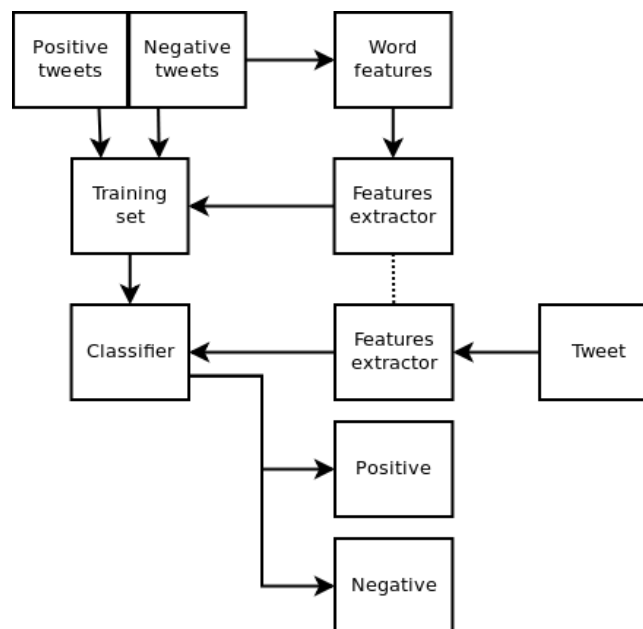 Positive
tweets
Negative
tweets
Word
features
Training
set
Features
extractor
Classifier
Features
extractor
Tweet
Positive
Negative